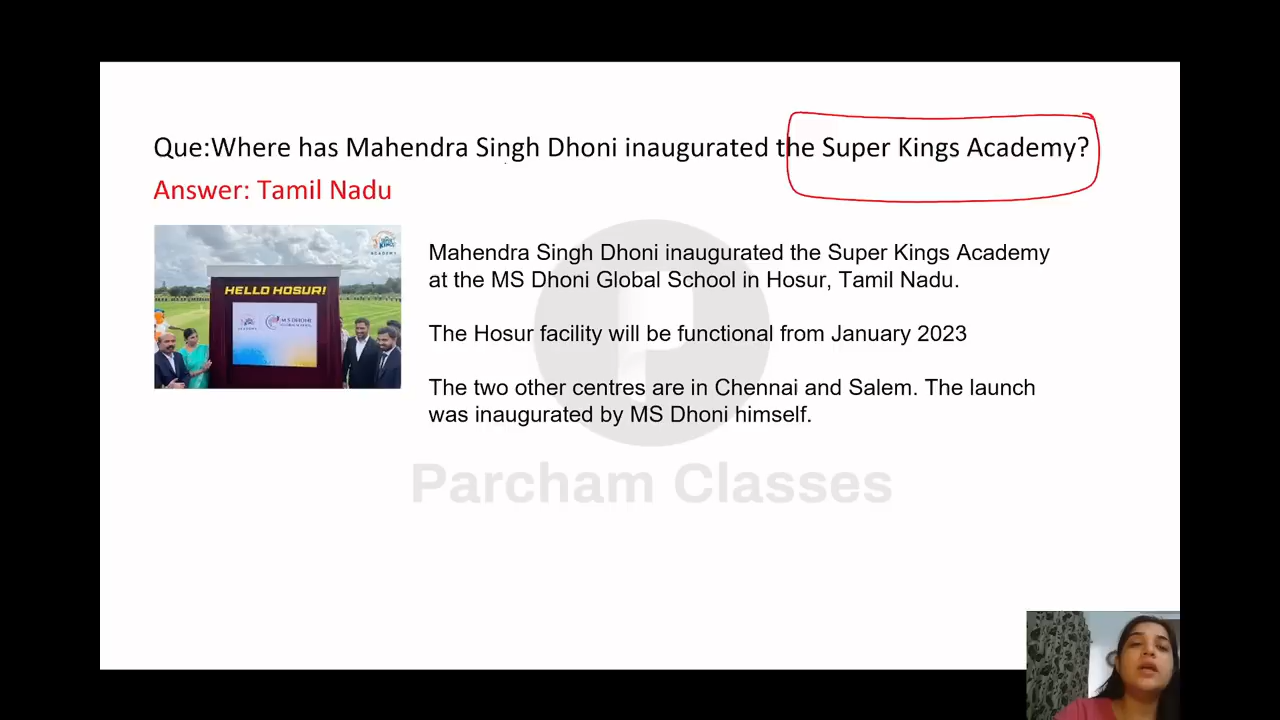 Que:Where has Mahendra Singh Dhoni inaugurated the Super Kings Academy?
Answer: Tamil Nadu
HELLO HOSUR!
Mahendra Singh Dhoni inaugurated the Super Kings Academy
at the MS Dhoni Global School in Hosur, Tamil Nadu.
The Hosur facility will be functional from January 2023
The two other centres are in Chennai and Salem. The launch
was inaugurated by MS Dhoni himself.
Parcham Classes